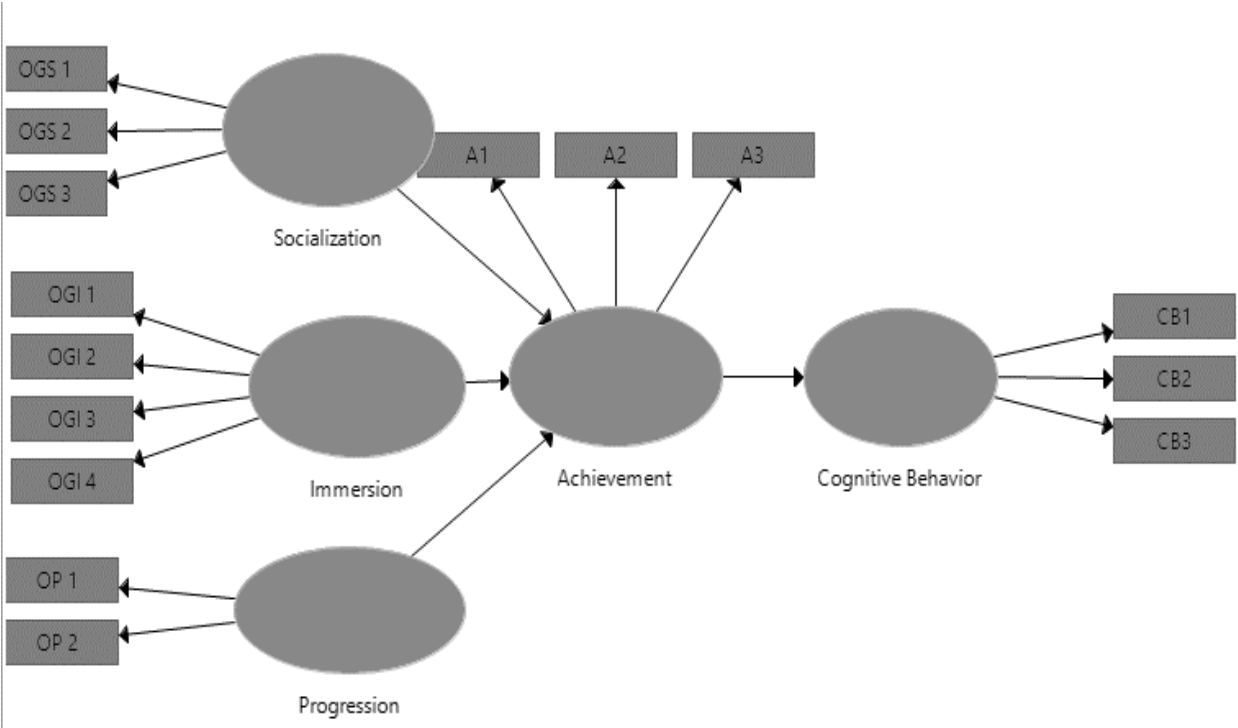 OGS 1
OGS 2
OGS 3
A1
A2
A3
Socialization
OGI 1
OGI 2
OGI 3
OGI 4
Immersion
Achievement
Cognitive Behavior
CB1
CB2
CB3
OP 1
OP 2
Progression